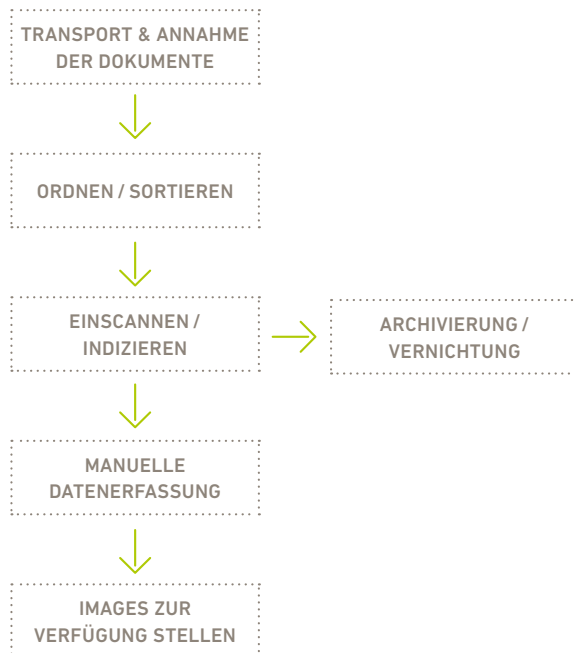 TRANSPORT & ANNAHME
DER DOKUMENTE
ORDNEN / SORTIEREN
EINSCANNEN /
INDIZIEREN
ARCHIVIERUNG /
VERNICHTUNG
MANUELLE
DATENERFASSUNG
IMAGES ZUR
VERFÜGUNG STELLEN